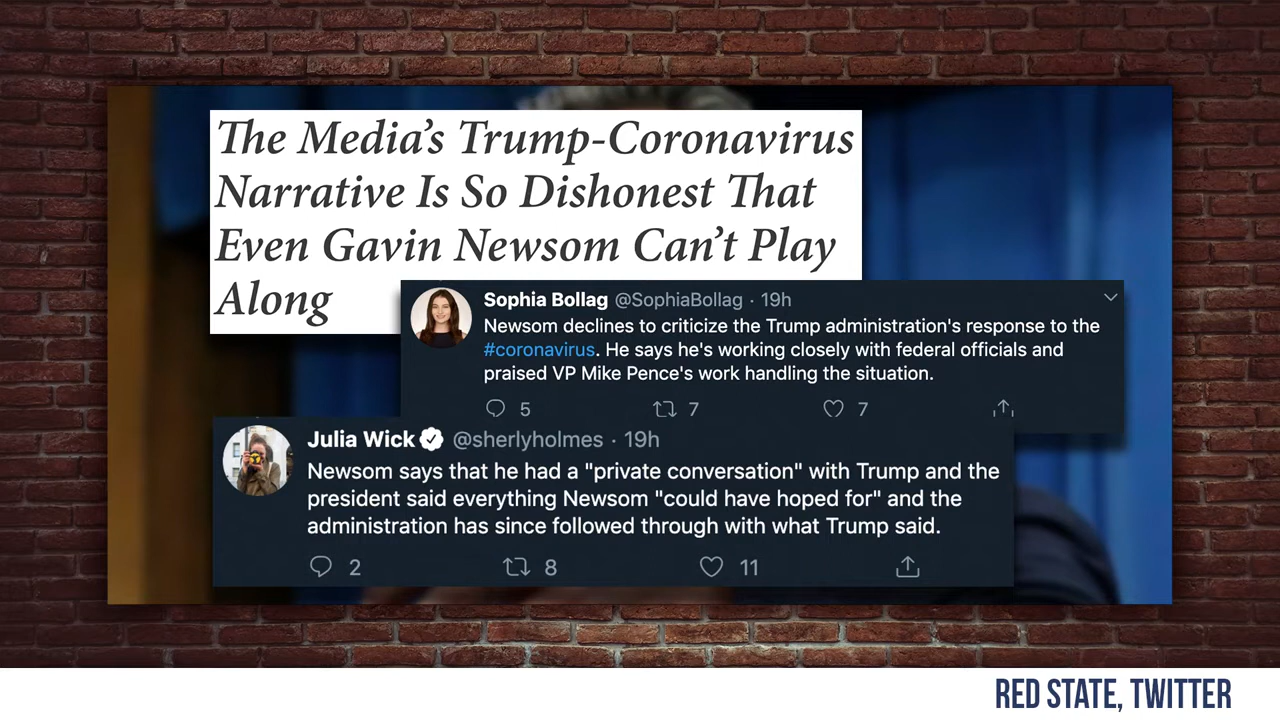 The Media’s Trump-Coronavirus
Narrative Is So Dishonest That
Even Gavin Newsom Can’t Play
Along
Sophia Bollag @SophiaBollag · 19h
Newsom declines to criticize the Trump administration's response to the
#coronavirus. He says he's working closely with federal officials and
praised VP Mike Pence's work handling the situation.
5 7 7
Julia Wick @sherlyholmes · 19h
Newsom says that he had a "private conversation" with Trump and the
president said everything Newsom "could have hoped for" and the
administration has since followed through with what Trump said.
2 8 11
RED STATE, TWITTER